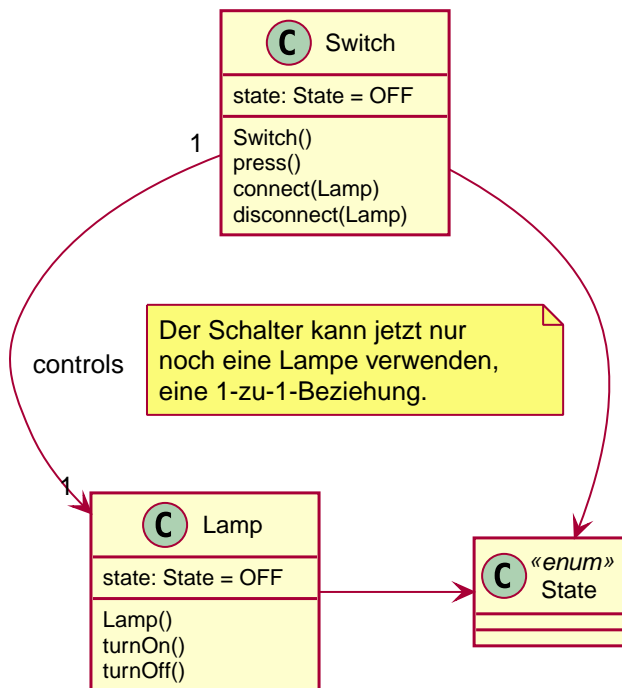 C Switch
state: State = OFF
Switch()
press()
connect(Lamp)
disconnect(Lamp)
1
Der Schalter kann jetzt nur
noch eine Lampe verwenden,
eine 1-zu-1-Beziehung.
controls
1
C Lamp
state: State = OFF
Lamp()
turnOn()
turnOff()
C «enum»
State